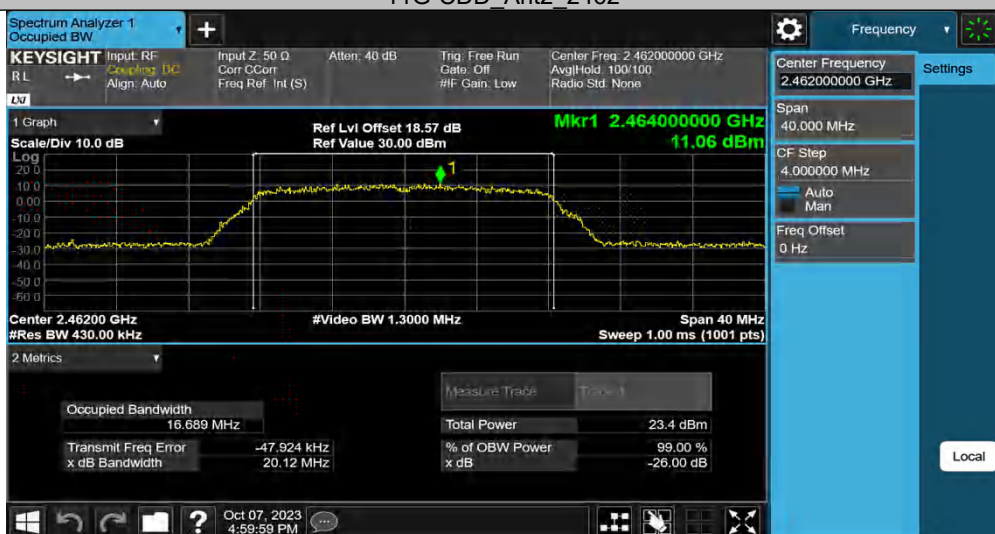 11G-CDD_Ant2_2462
Spectrum Analyzer 1
Occupied BW
Frequency
KEYSIGHT Input: RF Input Z: 50 Ω Atten: 40 dB Trig: Free Run Center Freq: 2.462000000 GHz
RL Coupling: DC Corr CCorr Gate: Off Avg|Hold: 100/100
Align: Auto Freq Ref: Int (S) #IF Gain: Low Radio Std: None
LXI
Center Frequency
2.462000000 GHz
Settings
Span
40.000 MHz
CF Step
4.000000 MHz
Auto
Man
Freq Offset
0 Hz
Local
1 Graph Ref Lvl Offset 18.57 dB Mkr1 2.464000000 GHz
Scale/Div 10.0 dB Ref Value 30.00 dBm 11.06 dBm
Log
20.0
10.0
0.00
-10.0
-20.0
-30.0
-40.0
-50.0
-60.0
1
Center 2.46200 GHz #Video BW 1.3000 MHz Span 40 MHz
#Res BW 430.00 kHz Sweep 1.00 ms (1001 pts)
2 Metrics
Measure Trace Trace 1
Occupied Bandwidth
16.689 MHz Total Power 23.4 dBm
Transmit Freq Error -47.924 kHz % of OBW Power 99.00 %
x dB Bandwidth 20.12 MHz x dB -26.00 dB
? Oct 07, 2023
4:59:59 PM